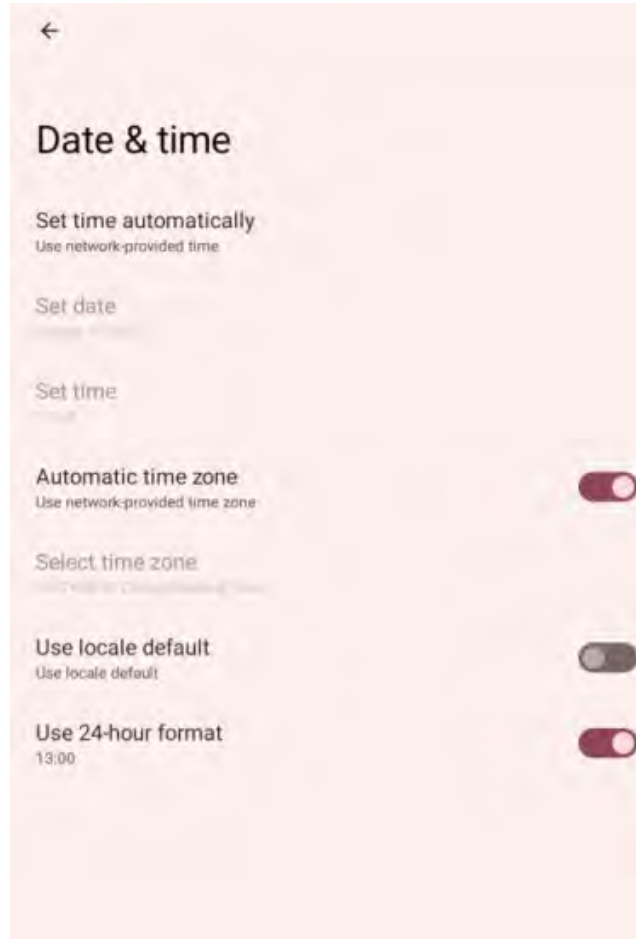 Date & time
Set time automatically
Use network-provided time
Set date
Set time
Automatic time zone
Use network-provided time zone
Select time zone
Use locale default
Use locale default
Use 24-hour format
13:00